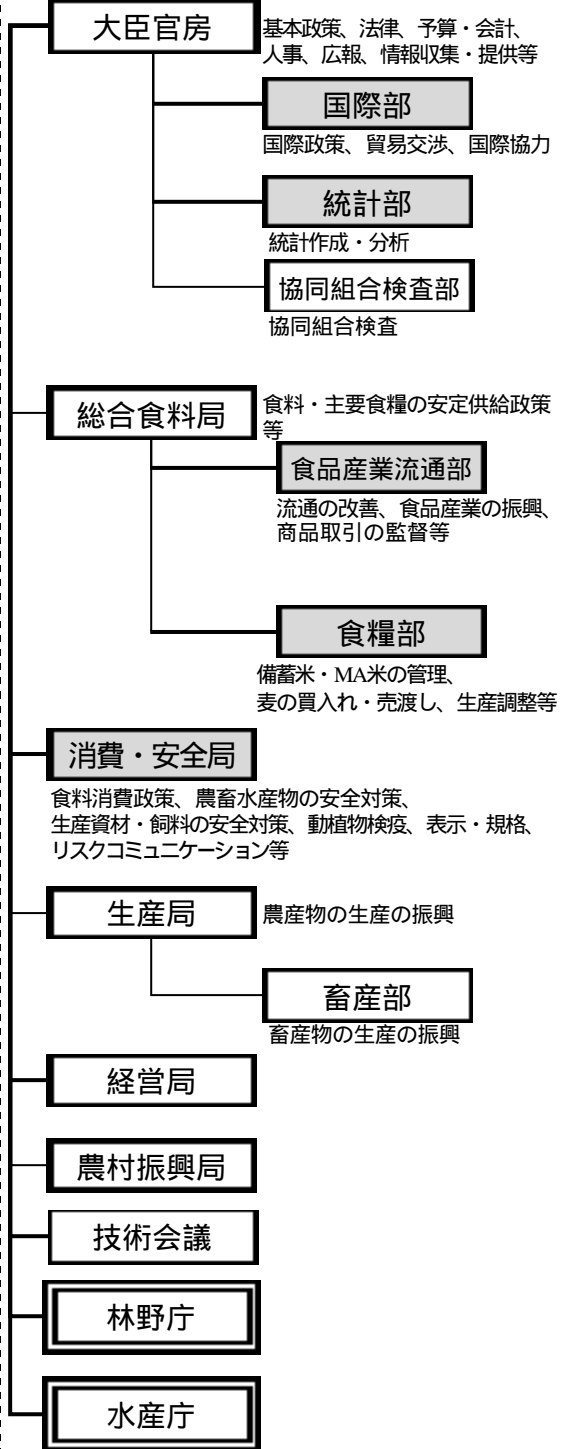 大臣官房
基本政策、法律、予算・会計、
人事、広報、情報収集・提供等
国際部
国際政策、貿易交渉、国際協力
統計部
統計作成・分析
協同組合検査部
協同組合検査
総合食料局
食料・主要食糧の安定供給政策
等
食品産業流通部
流通の改善、食品産業の振興、
商品取引の監督等
食糧部
備蓄米・MA米の管理、
麦の買入れ・売渡し、生産調整等
消費・安全局
食料消費政策、農畜水産物の安全対策、
生産資材・飼料の安全対策、動植物検疫、表示・規格、
リスクコミュニケーション等
生産局
農産物の生産の振興
畜産部
畜産物の生産の振興
経営局
農村振興局
技術会議
林野庁
水産庁